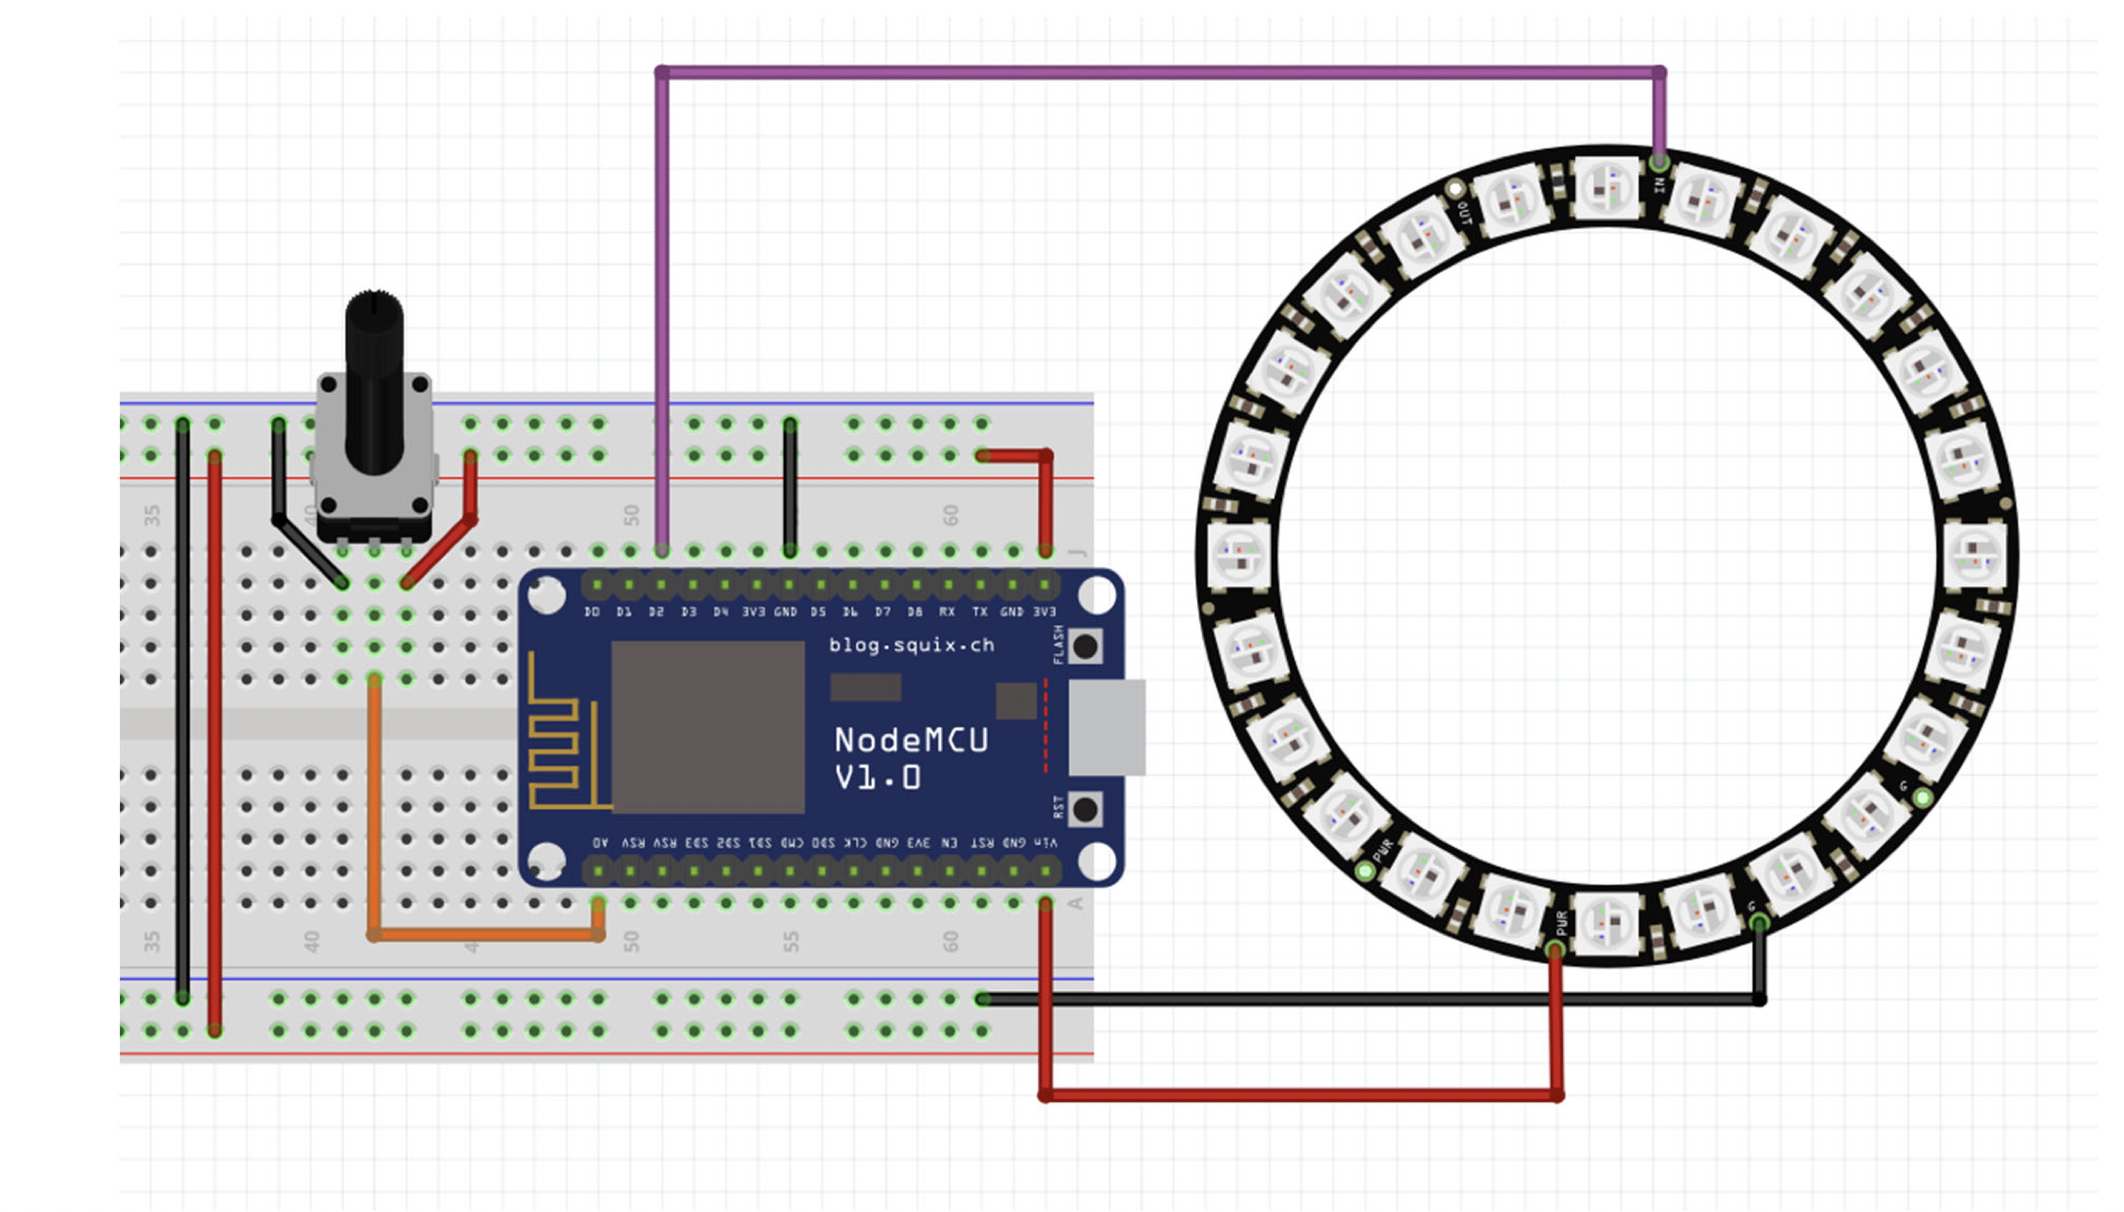 IN
OUT
35
40
50
60
J
D0 D1 D2 D3 D4 3V3 GND D5 D6 D7 D8 RX TX GND 3V3
blog.squix.ch
FLASH
NodeMCU
V1.0
RST
A0 RSV RSV SD3 SD2 SD1 CMD SD0 CLK GND 3V3 EN RST GND Vin
G
PWR
G
PWR
A
35
40
4
50
55
60